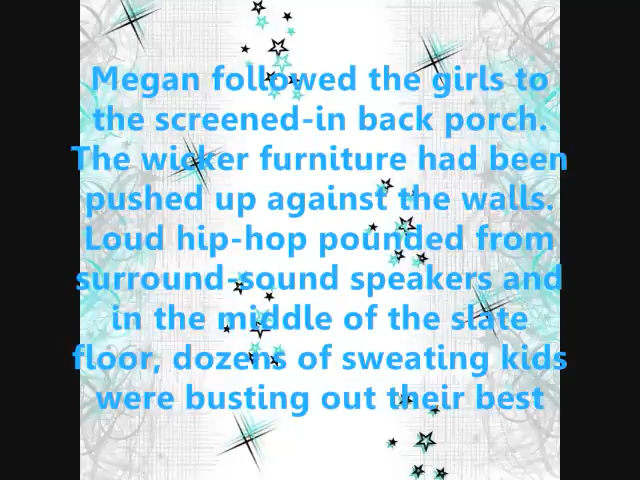 Megan followed the girls to
the screened-in back porch.
The wicker furniture had been
pushed up against the walls.
Loud hip-hop pounded from
surround-sound speakers and
in the middle of the slate
floor, dozens of sweating kids
were busting out their best